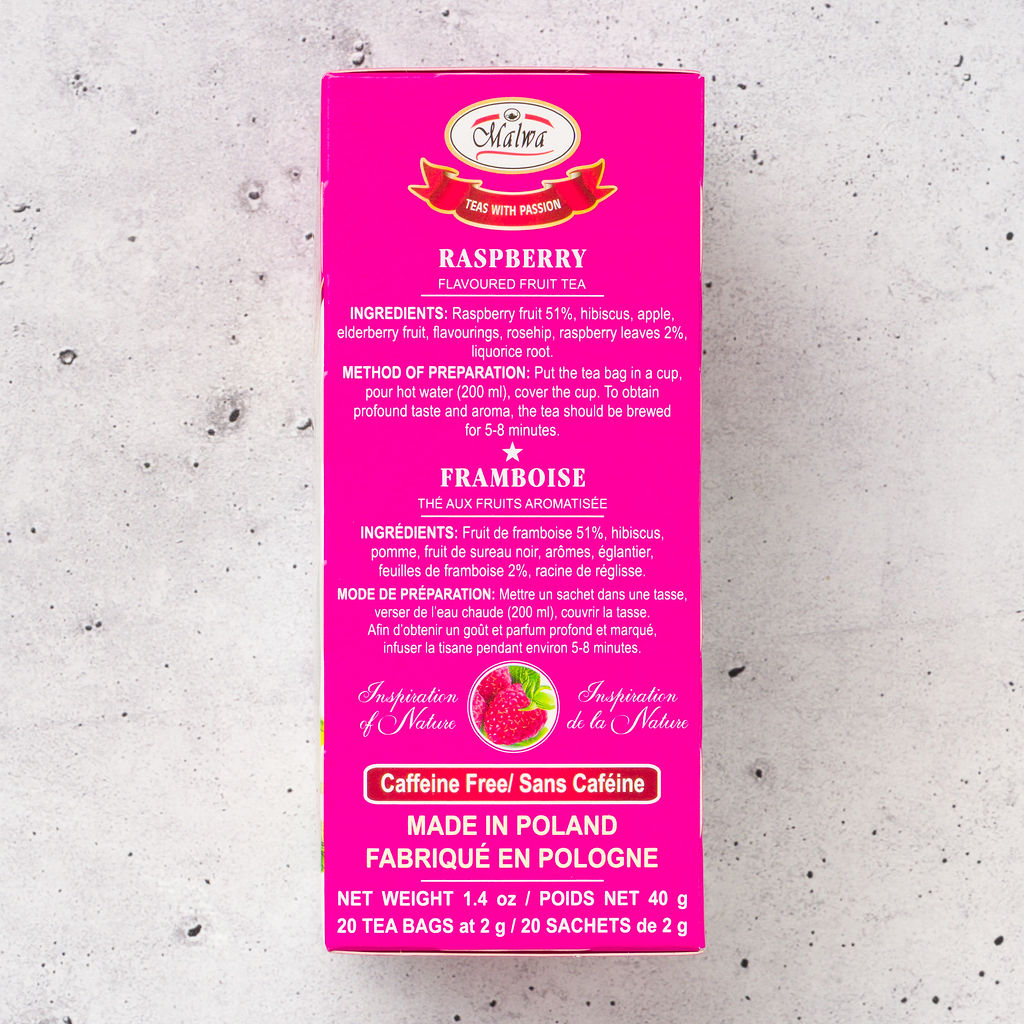 Malwa
TEAS WITH PASSION
RASPBERRY
FLAVOURED FRUIT TEA
INGREDIENTS: Raspberry fruit 51%, hibiscus, apple,
elderberry fruit, flavourings, rosehip, raspberry leaves 2%,
liquorice root.
METHOD OF PREPARATION: Put the tea bag in a cup,
pour hot water (200 ml), cover the cup. To obtain
profound taste and aroma, the tea should be brewed
for 5-8 minutes.
FRAMBOISE
THÉ AUX FRUITS AROMATISÉE
INGRÉDIENTS: Fruit de framboise 51%, hibiscus,
pomme, fruit de sureau noir, arômes, églantier,
feuilles de framboise 2%, racine de réglisse.
MODE DE PRÉPARATION: Mettre un sachet dans une tasse,
verser de l'eau chaude (200 ml), couvrir la tasse.
Afin d'obtenir un goût et parfum profond et marqué,
infuser la tisane pendant environ 5-8 minutes.
Inspiration
of Nature
Inspiration
de la Nature
Caffeine Free/ Sans Caféine
MADE IN POLAND
FABRIQUÉ EN POLOGNE
NET WEIGHT 1.4 oz / POIDS NET 40 g
20 TEA BAGS at 2 g / 20 SACHETS de 2 g